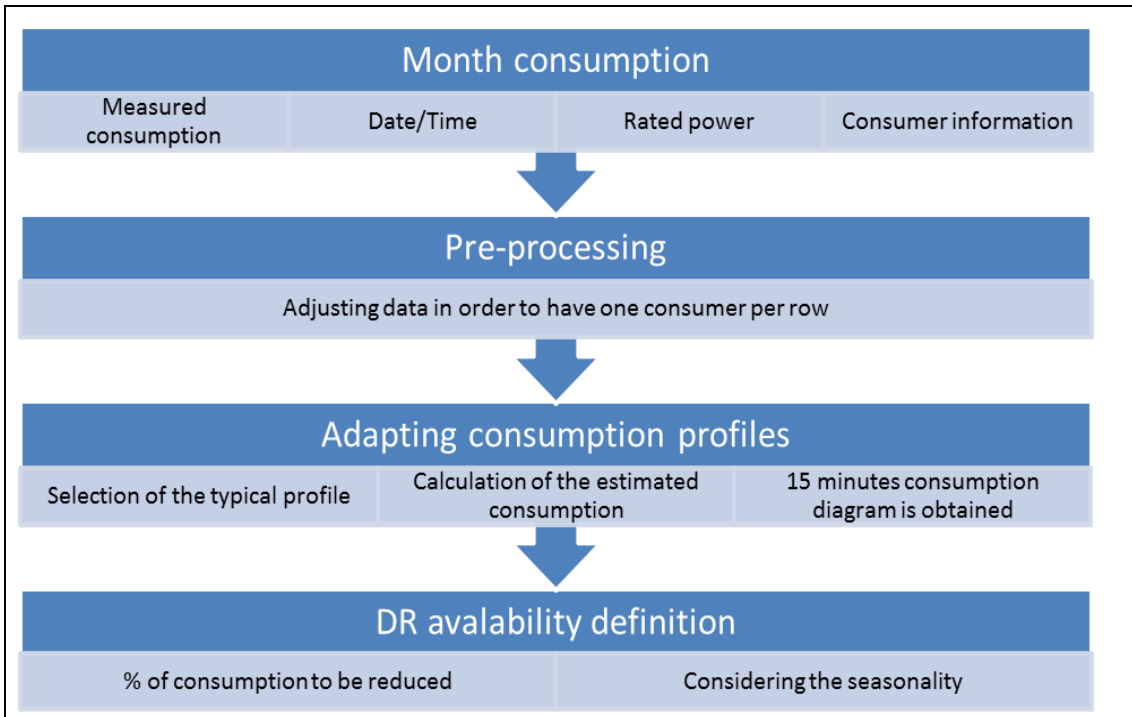 Month consumption
Measured
consumption
Date/Time
Rated power
Consumer information
Pre-processing
Adjusting data in order to have one consumer per row
Adapting consumption profiles
Selection of the typical profile
Calculation of the estimated
consumption
15 minutes consumption
diagram is obtained
DR avalability definition
% of consumption to be reduced
Considering the seasonality